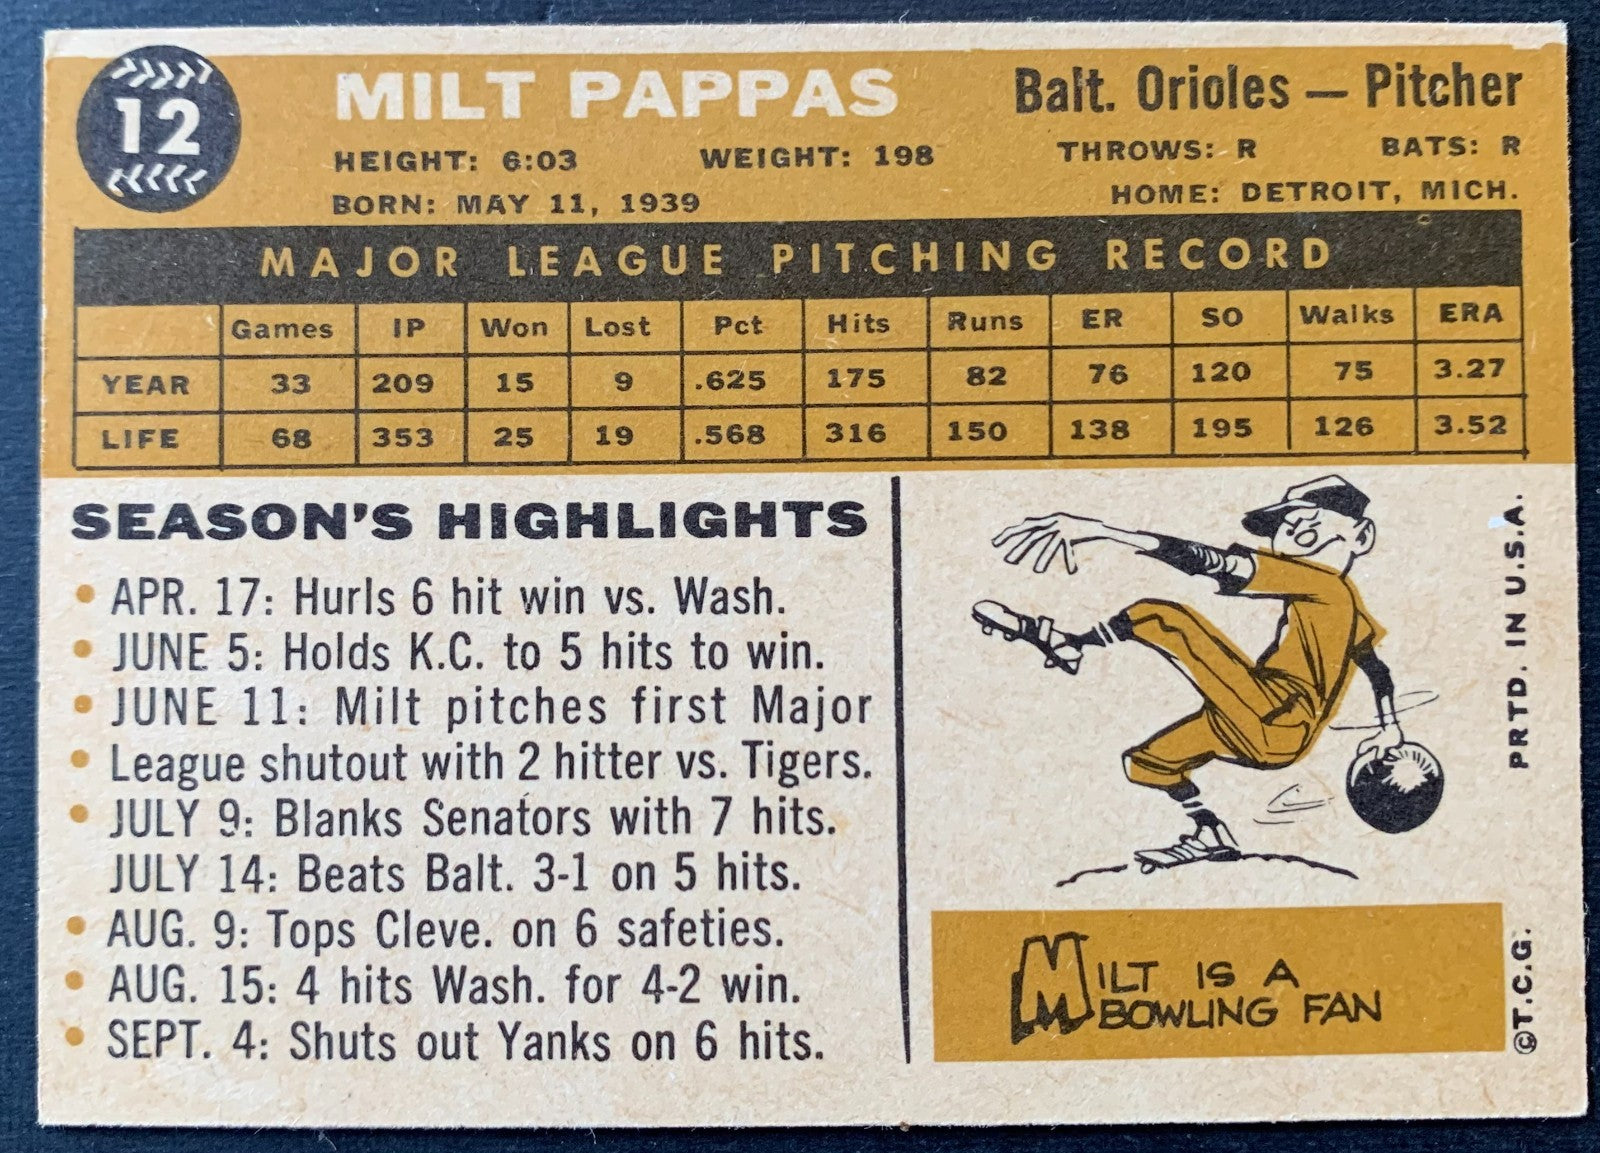 12
MILT PAPPAS
Balt. Orioles — Pitcher
HEIGHT: 6:03 WEIGHT: 198 THROWS: R BATS: R
BORN: MAY 11, 1939 HOME: DETROIT, MICH.
MAJOR LEAGUE PITCHING RECORD
Games IP Won Lost Pct Hits Runs ER SO Walks ERA
YEAR 33 209 15 9 .625 175 82 76 120 75 3.27
LIFE 68 353 25 19 .568 316 150 138 195 126 3.52
SEASON'S HIGHLIGHTS
• APR. 17: Hurls 6 hit win vs. Wash.
• JUNE 5: Holds K.C. to 5 hits to win.
• JUNE 11: Milt pitches first Major
• League shutout with 2 hitter vs. Tigers.
• JULY 9: Blanks Senators with 7 hits.
JULY 14: Beats Balt. 3-1 on 5 hits.
• AUG. 9: Tops Cleve. on 6 safeties.
• AUG. 15: 4 hits Wash. for 4-2 win.
• SEPT. 4: Shuts out Yanks on 6 hits.
MILT IS A
BOWLING FAN
©T.C.G. PRTD. IN U.S.A.